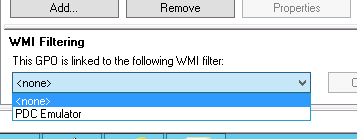 Add... Remove Properties
WMI Filtering
This GPO is linked to the following WMI filter:
<none>
<none>
PDC Emulator